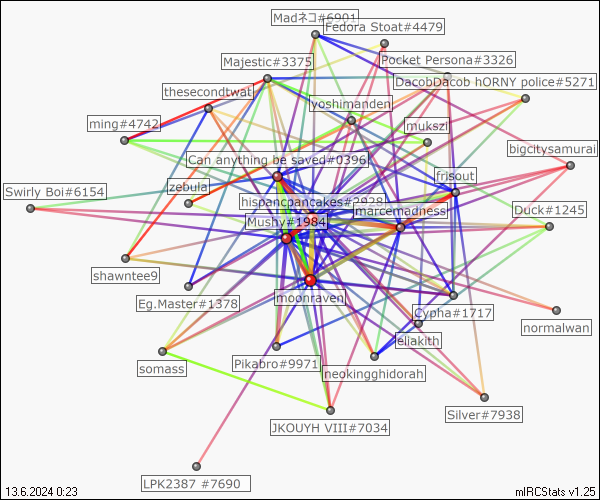 Madネコ#6901
Fedora Stoat#4479
Majestic#3375
Pocket Persona#3326
DacobDacob hORNY police#5271
thesecondtwat
yoshimanden
ming#4742
mukszi
bigcitysamurai
Can anything be saved#0396
frisout
Swirly Boi#6154
zebula
hispancpancakes#2928
marcemadness
Duck#1245
Mushy#1984
shawntee9
moonraven
Eg.Master#1378
Cypha#1717
normalwan
eliakith
somass
Pikabro#9971
neokingghidorah
Silver#7938
JKOUYH VIII#7034
LPK2387 #7690
13.6.2024 0:23
mIRCStats v1.25